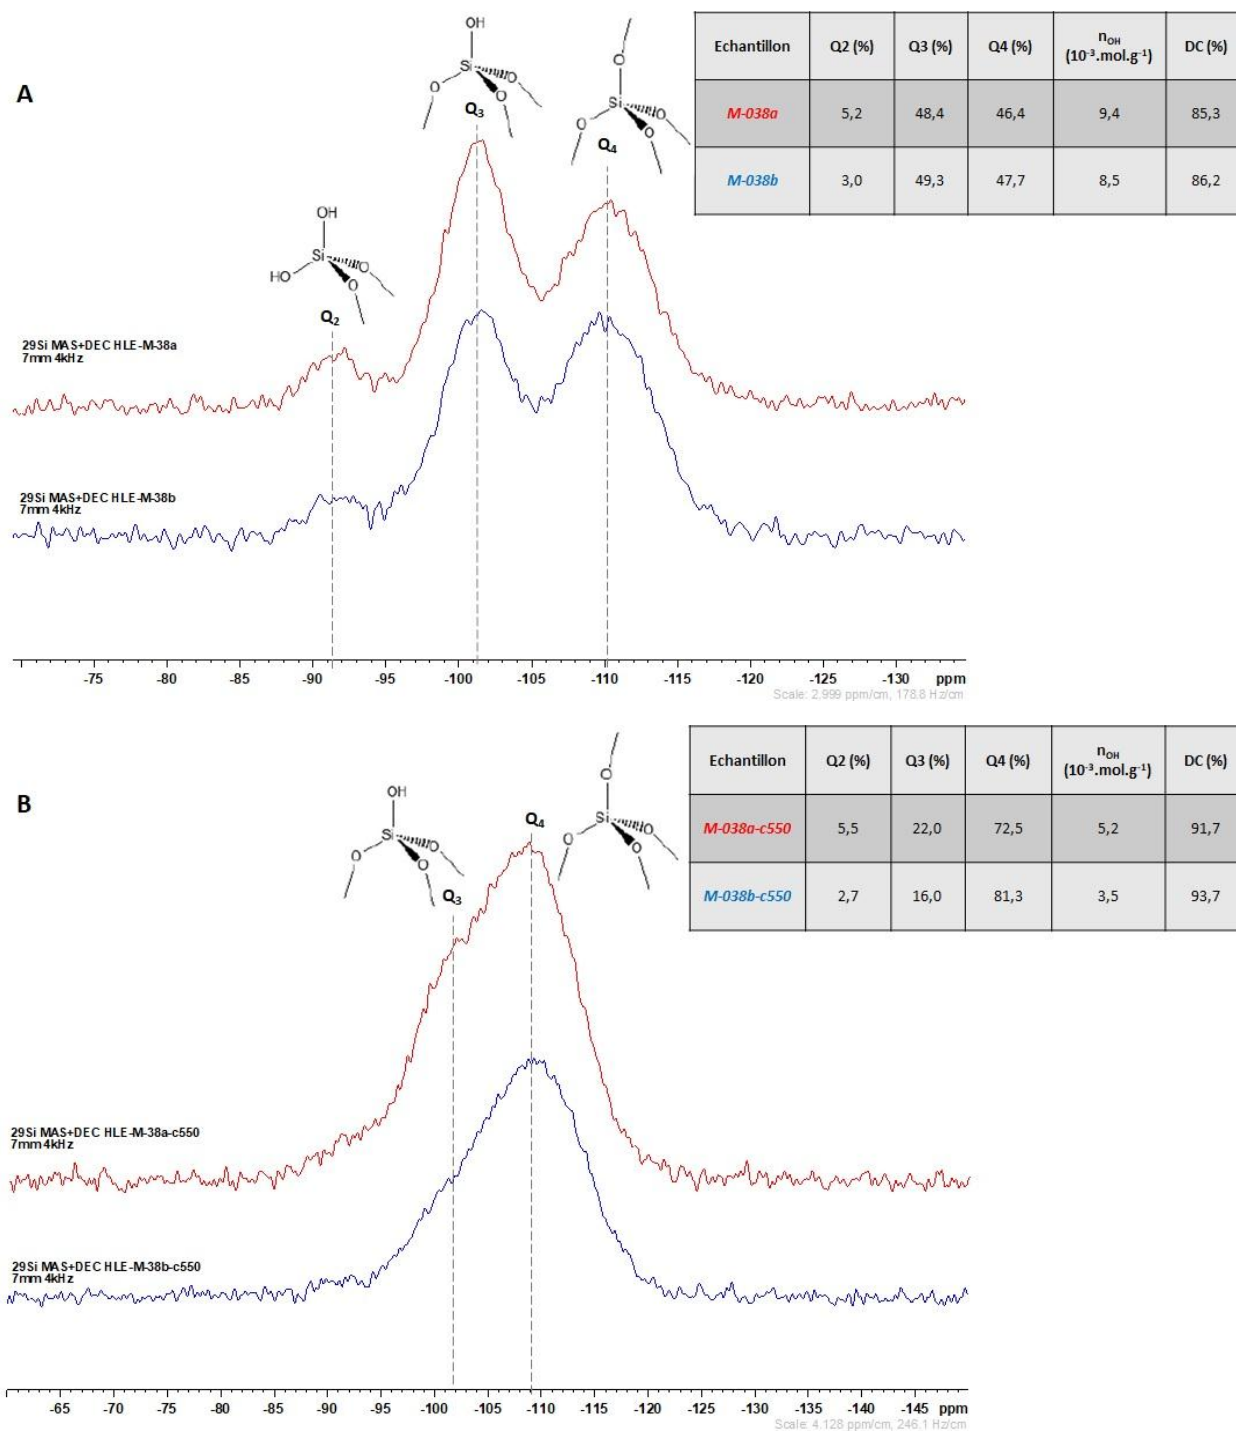 A
OH
Si
O
O
O
Q3
O
Si
O
O
O
Q4
OH
Si
HO
O
O
Q2
Echantillon Q2 (%) Q3 (%) Q4 (%) nOH (10-3.mol.g-1) DC (%)
M-038a 5,2 48,4 46,4 9,4 85,3
M-038b 3,0 49,3 47,7 8,5 86,2
29Si MAS+DEC HLE-M-38a
7mm 4kHz
29Si MAS+DEC HLE-M-38b
7mm 4kHz
-75 -80 -85 -90 -95 -100 -105 -110 -115 -120 -125 -130 ppm
Scale: 2.999 ppm/cm, 178.8 Hz/cm
B
OH
Si
O
O
O
Q3
Q4
O
Si
O
O
O
Echantillon Q2 (%) Q3 (%) Q4 (%) nOH (10-3.mol.g-1) DC (%)
M-038a-c550 5,5 22,0 72,5 5,2 91,7
M-038b-c550 2,7 16,0 81,3 3,5 93,7
29Si MAS+DEC HLE-M-38a-c550
7mm 4kHz
29Si MAS+DEC HLE-M-38b-c550
7mm 4kHz
-65 -70 -75 -80 -85 -90 -95 -100 -105 -110 -115 -120 -125 -130 -135 -140 -145 ppm
Scale: 4.128 ppm/cm, 246.1 Hz/cm